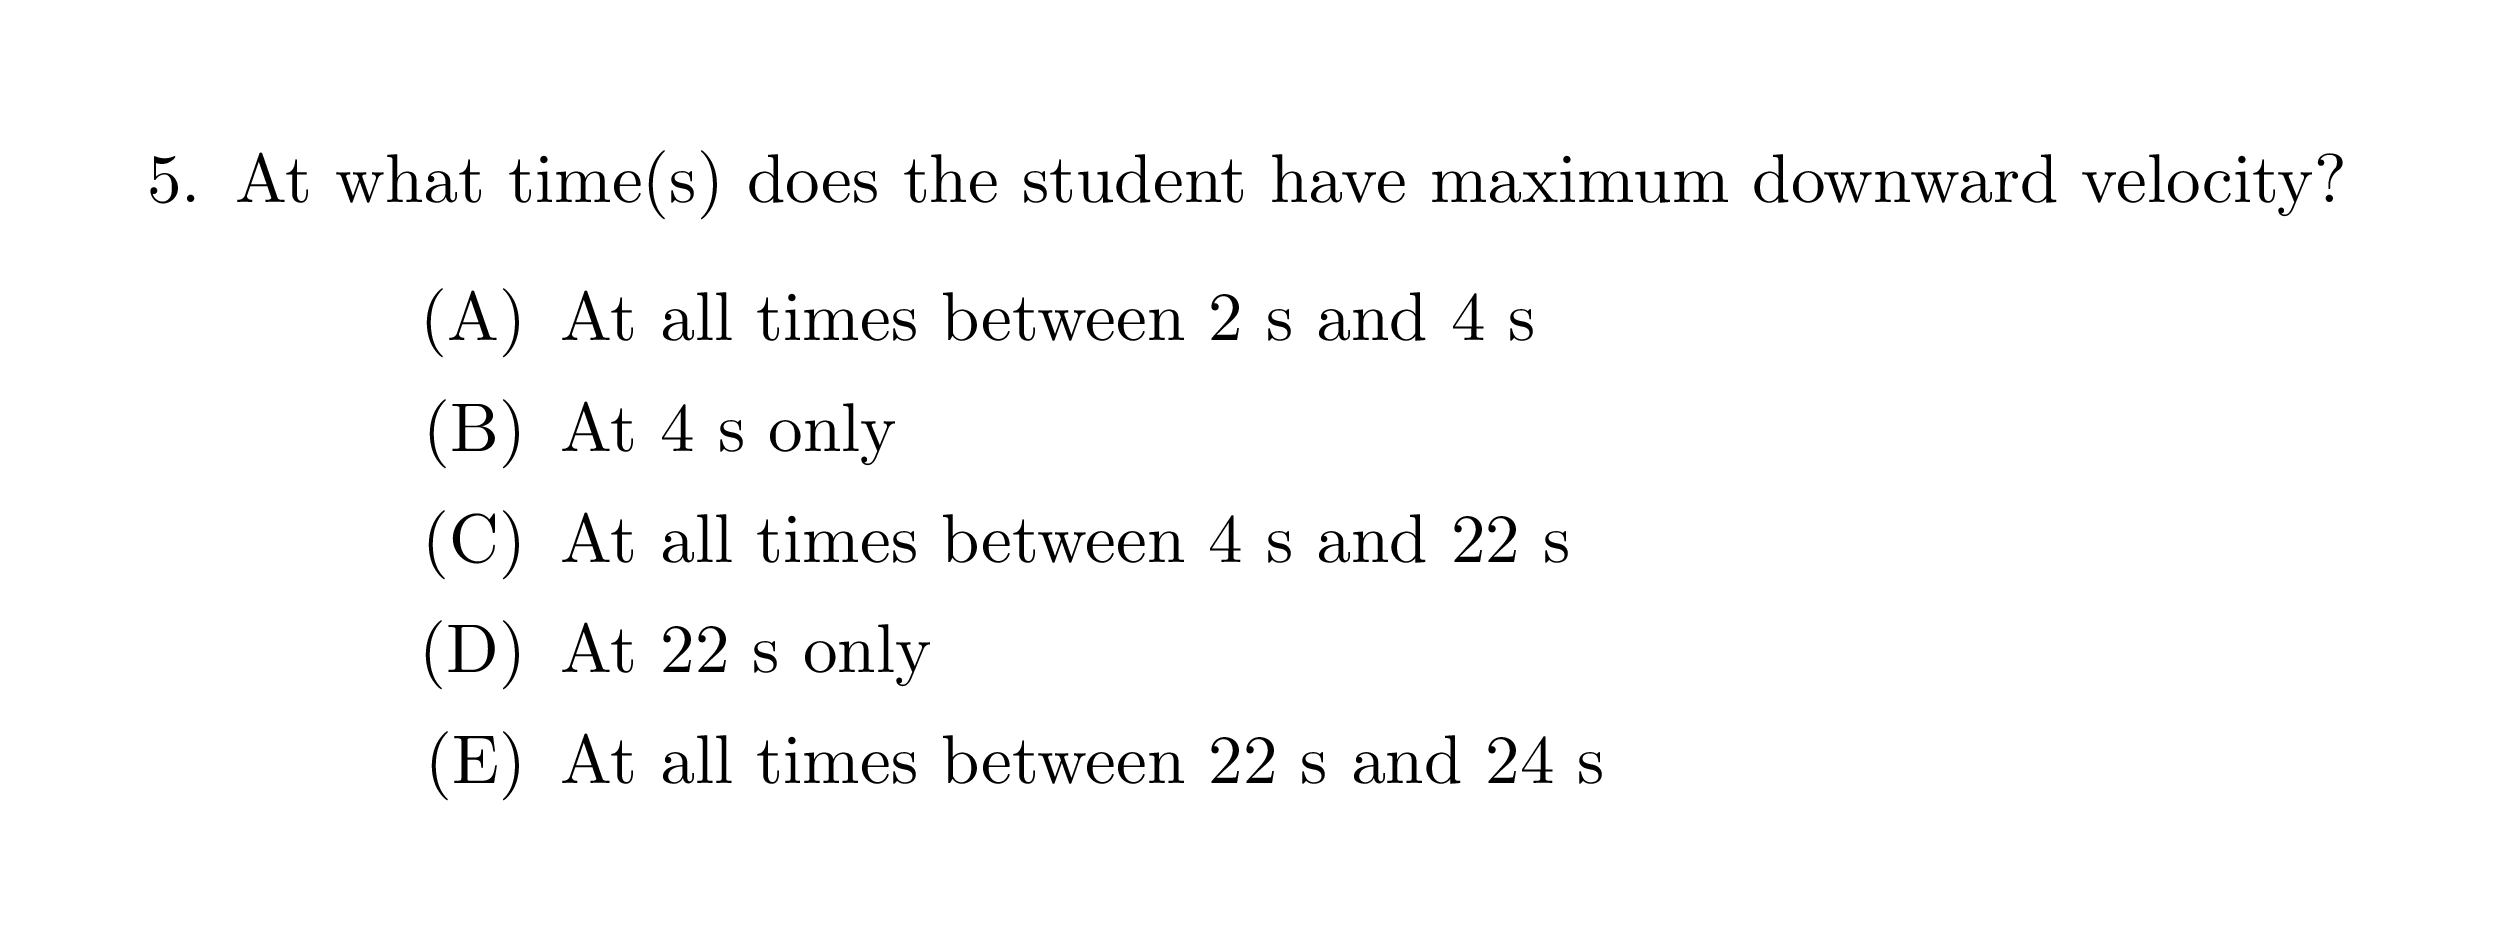 5. At what time(s) does the student have maximum downward velocity?
(A) At all times between 2 s and 4 s
(B) At 4 s only
(C) At all times between 4 s and 22 s
(D) At 22 s only
(E) At all times between 22 s and 24 s